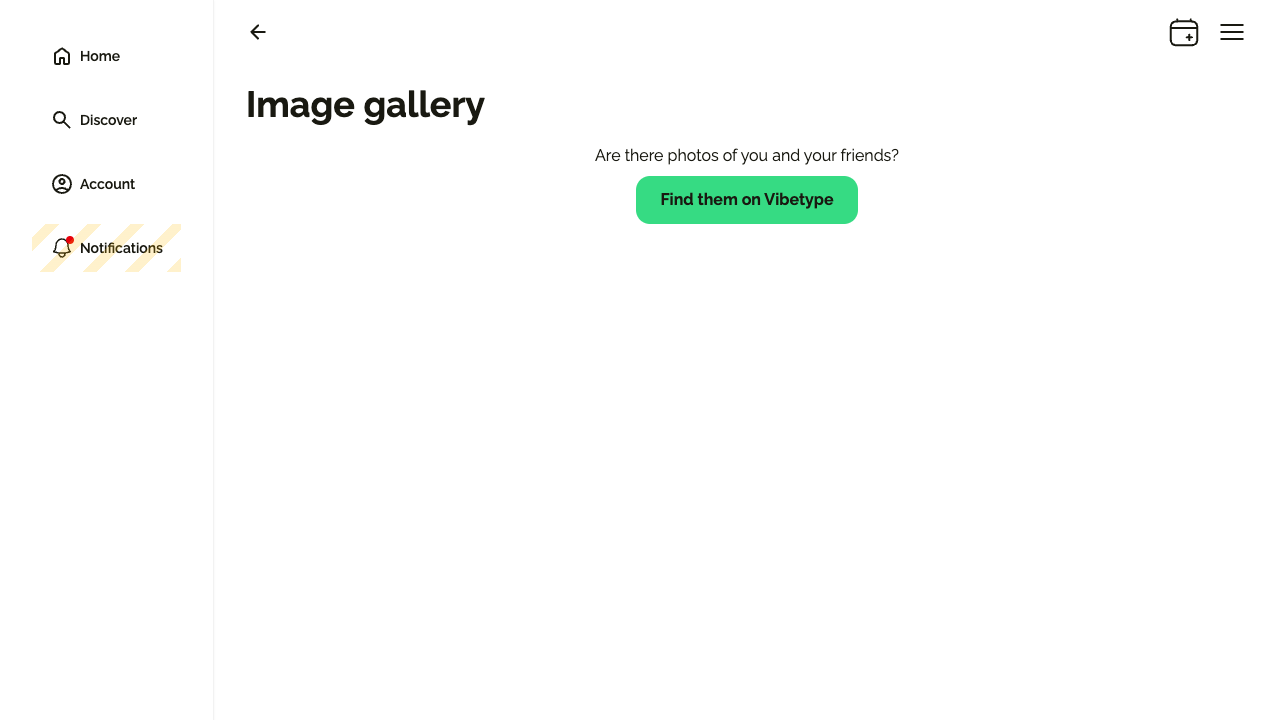 Home
Discover
Account
Notifications
Image gallery
Are there photos of you and your friends?
Find them on Vibetype